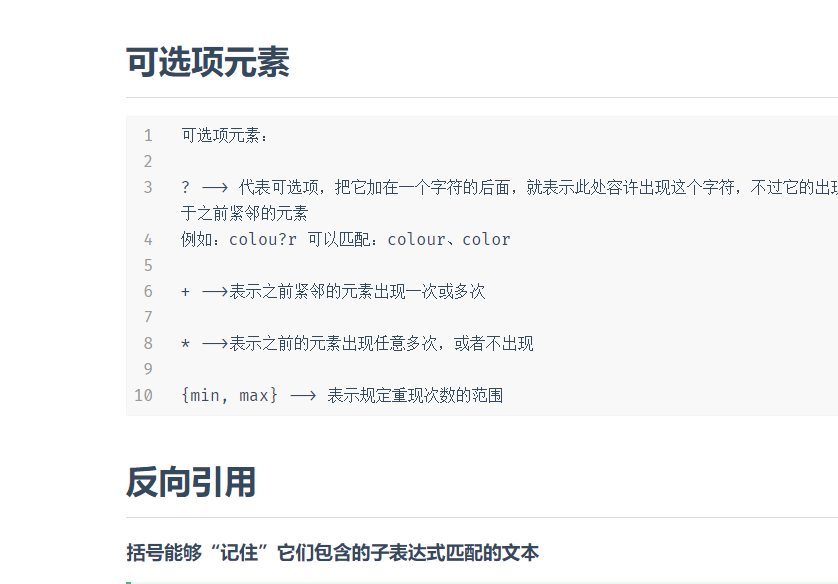 可选项元素
1 可选项元素：
2
3 ? --> 代表可选项，把它加在一个字符的后面，就表示此处容许出现这个字符，不过它的出
于之前紧邻的元素
4 例如：colou?r 可以匹配：colour、color
5
6 + -->表示之前紧邻的元素出现一次或多次
7
8 * -->表示之前的元素出现任意多次，或者不出现
9
10 {min, max} --> 表示规定重现次数的范围
反向引用
括号能够“记住”它们包含的子表达式匹配的文本